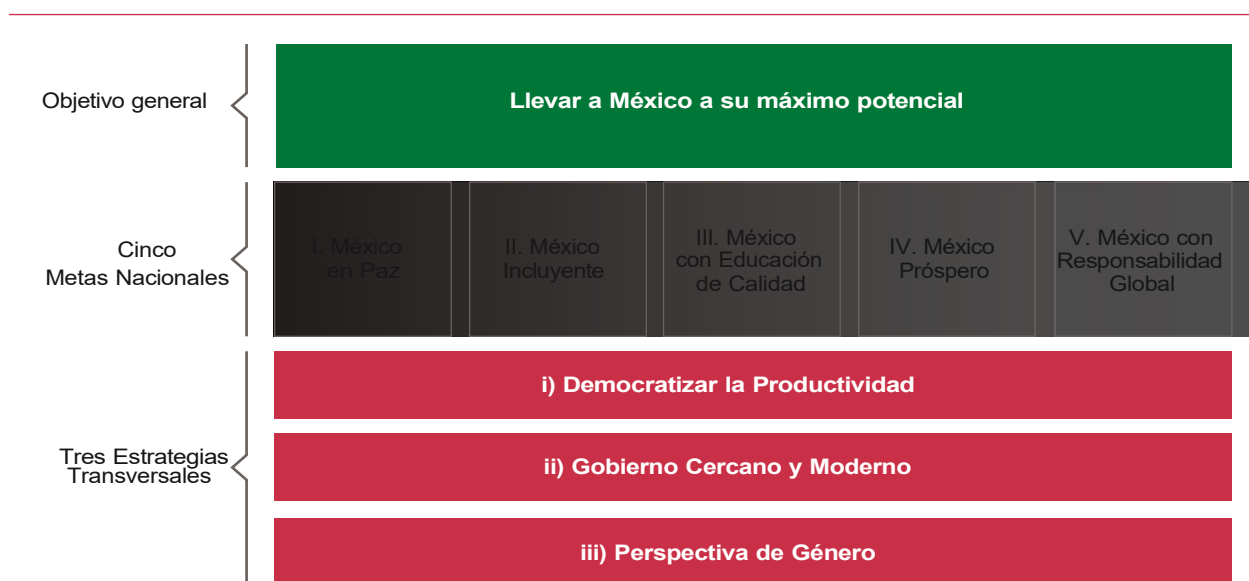 Objetivo general
Llevar a México a su máximo potencial
Cinco
Metas Nacionales
I. México
en Paz
II. México
Incluyente
III. México
con Educación
de Calidad
IV. México
Próspero
V. México con
Responsabilidad
Global
Tres Estrategias
Transversales
i) Democratizar la Productividad
ii) Gobierno Cercano y Moderno
iii) Perspectiva de Género